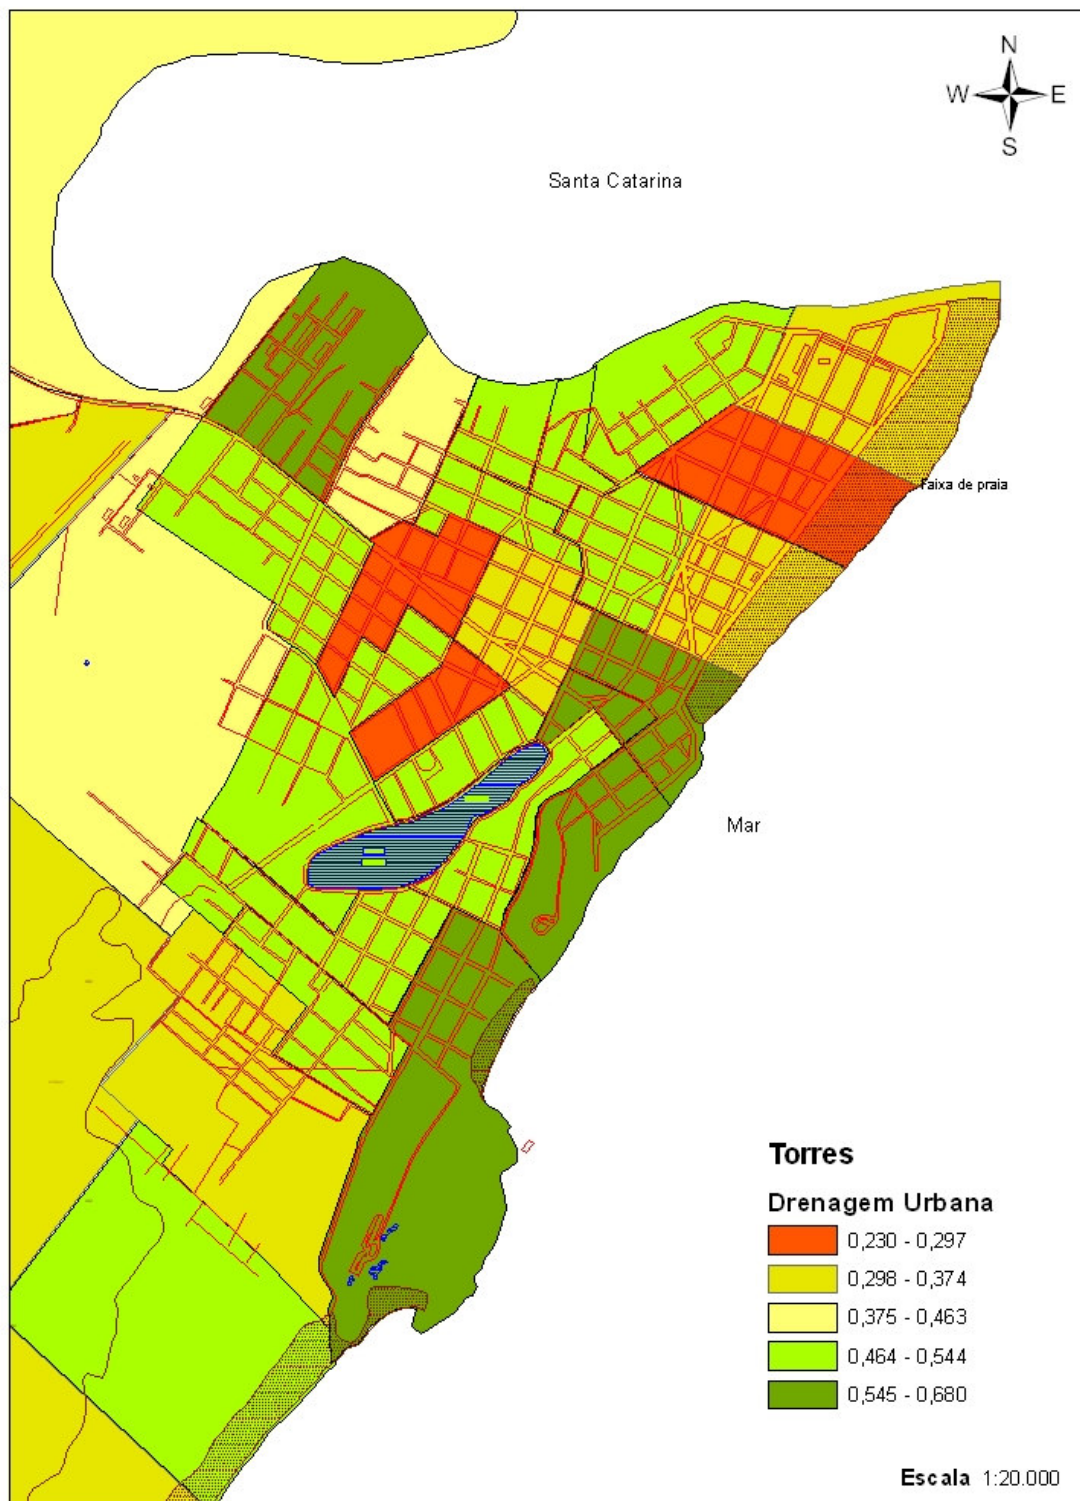 N
W E
S
Santa Catarina
Faixa de praia
Mar
Torres
Drenagem Urbana
0,230 - 0,297
0,298 - 0,374
0,375 - 0,463
0,464 - 0,544
0,545 - 0,680
Escala 1:20.000